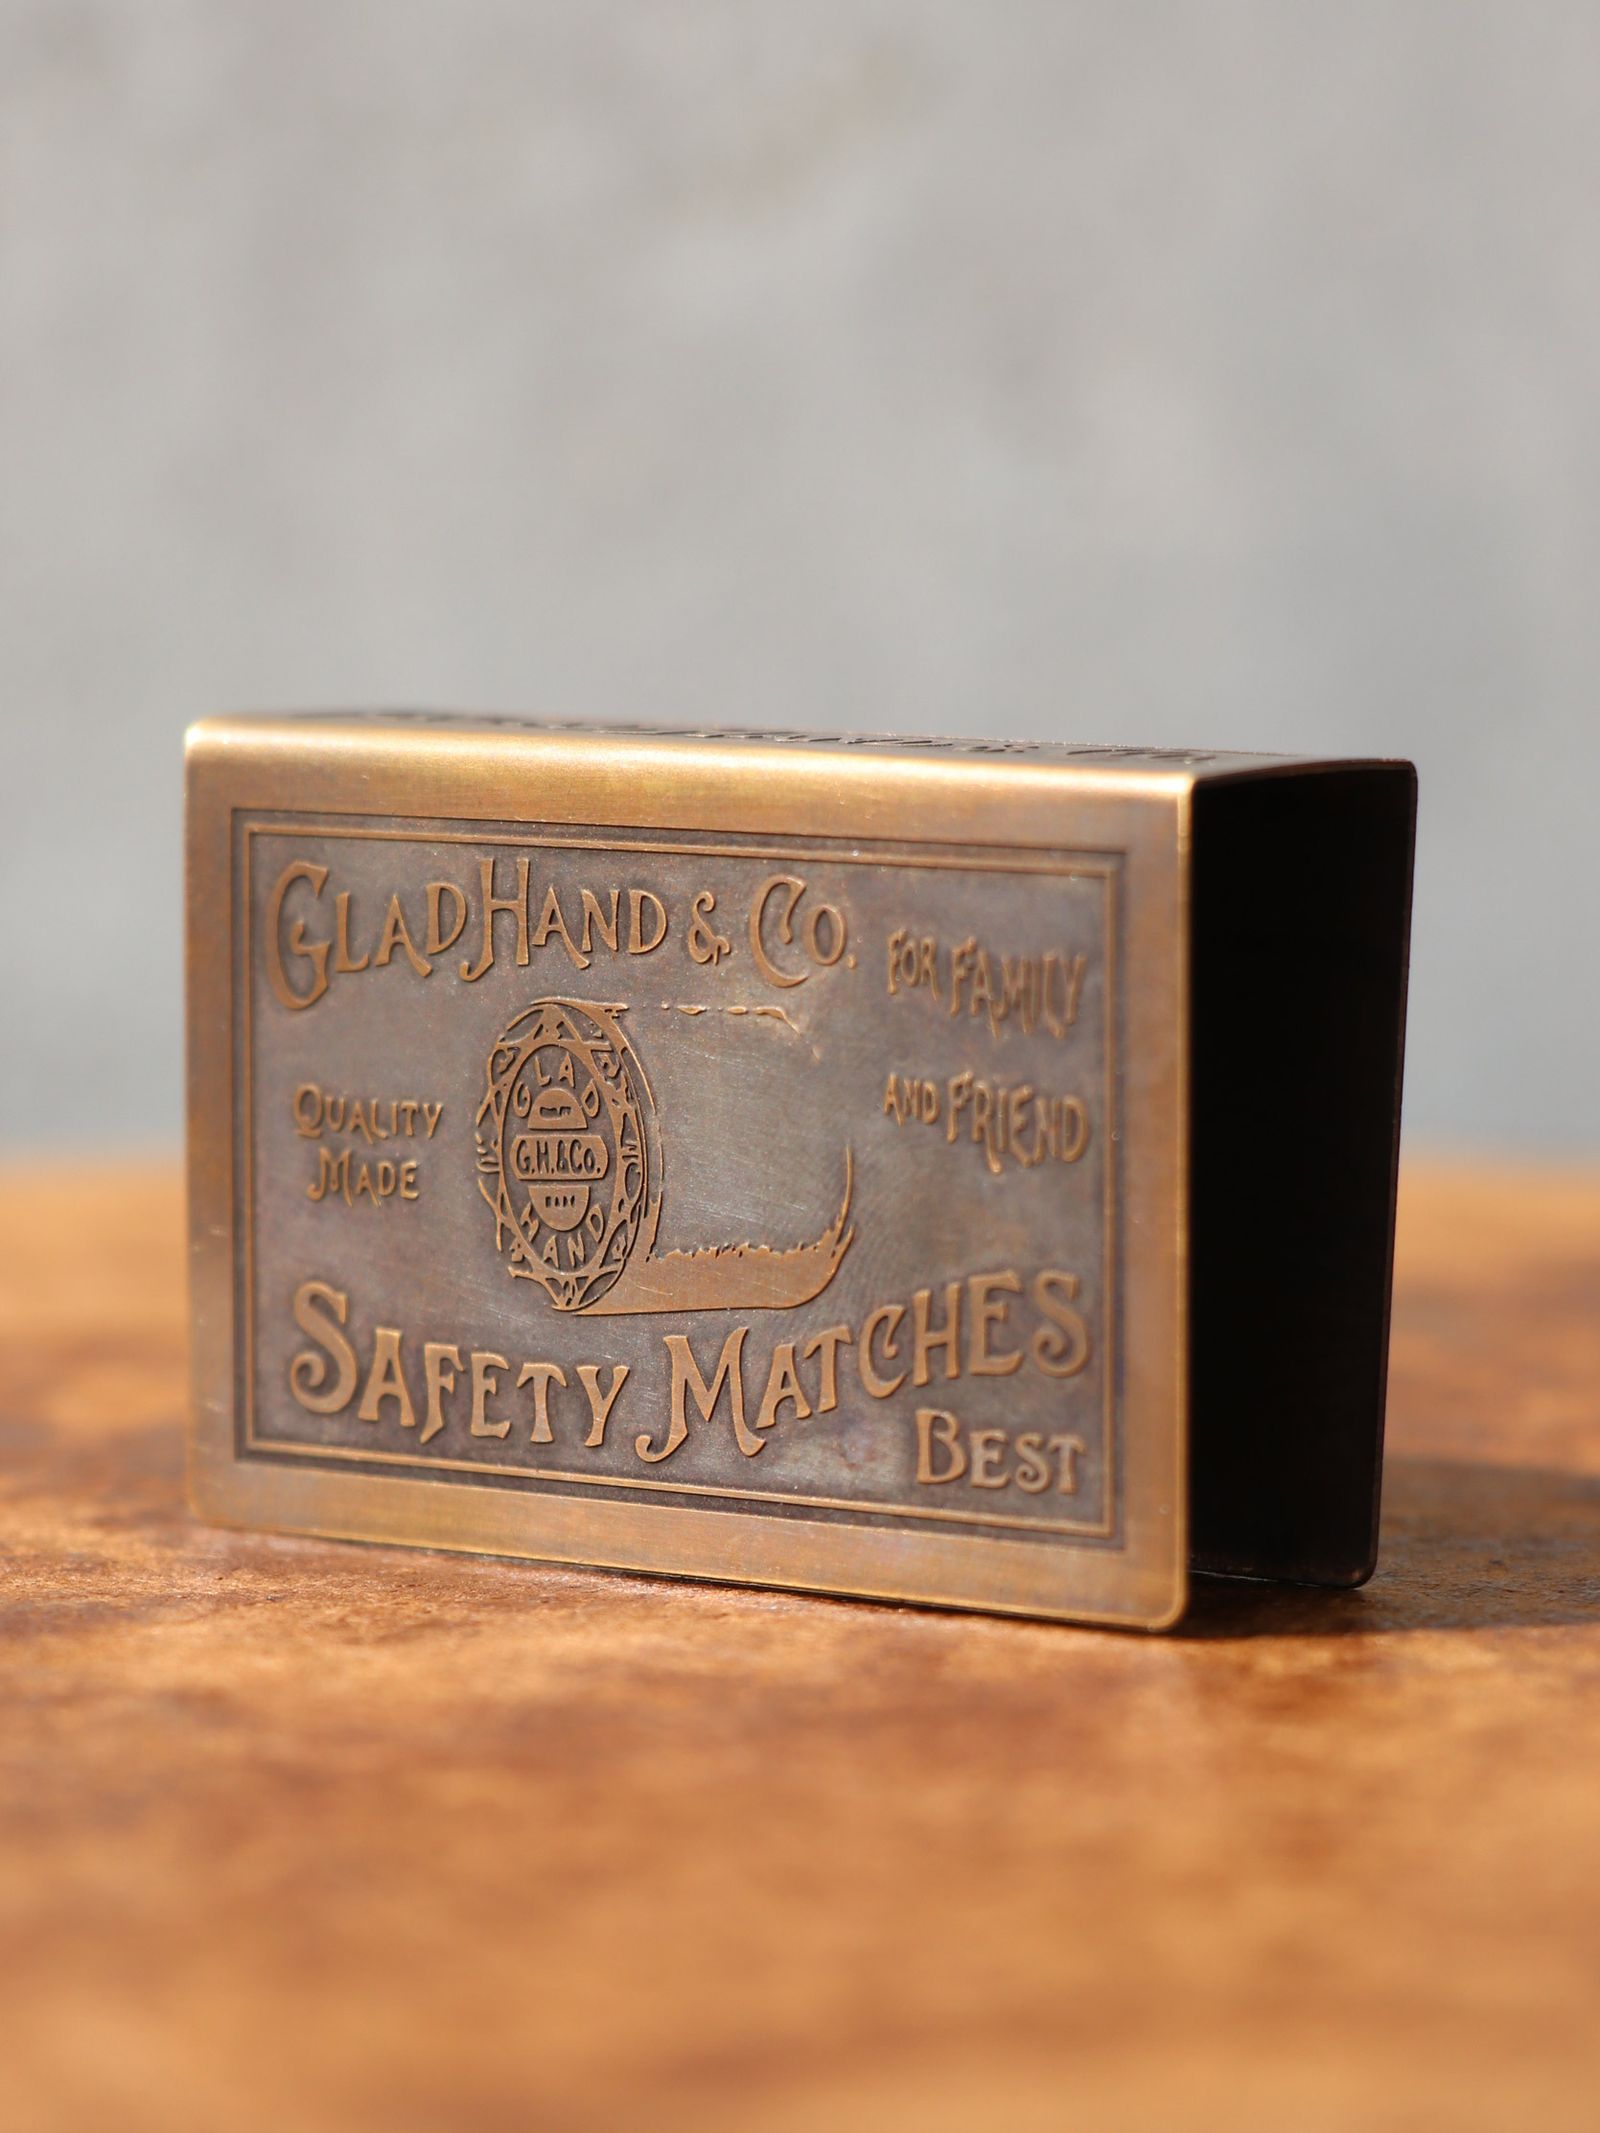 GLAD HAND & CO.
FOR FAMILY
AND FRIEND
QUALITY
MADE
GLAD
G.H.&CO.
HAND
SAFETY MATCHES
BEST